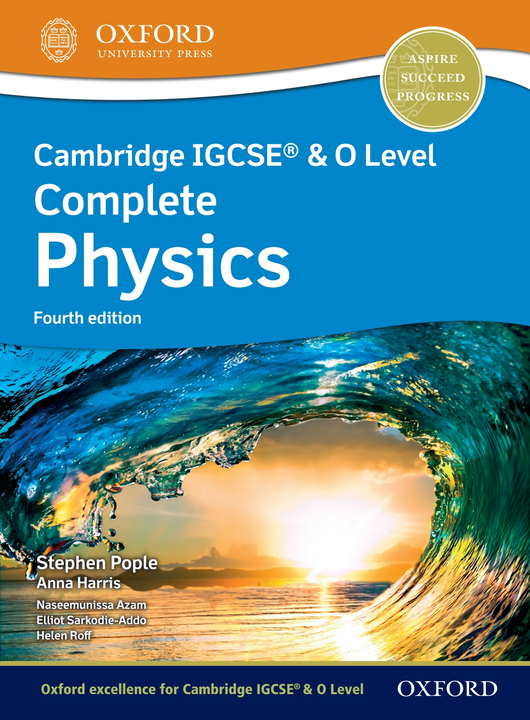 OXFORD
UNIVERSITY PRESS
ASPIRE
SUCCEED
PROGRESS
Cambridge IGCSE® & O Level
Complete
Physics
Fourth edition
Stephen Pople
Anna Harris
Naseemunissa Azam
Elliot Sarkodie-Addo
Helen Roff
Oxford excellence for Cambridge IGCSE® & O Level
OXFORD